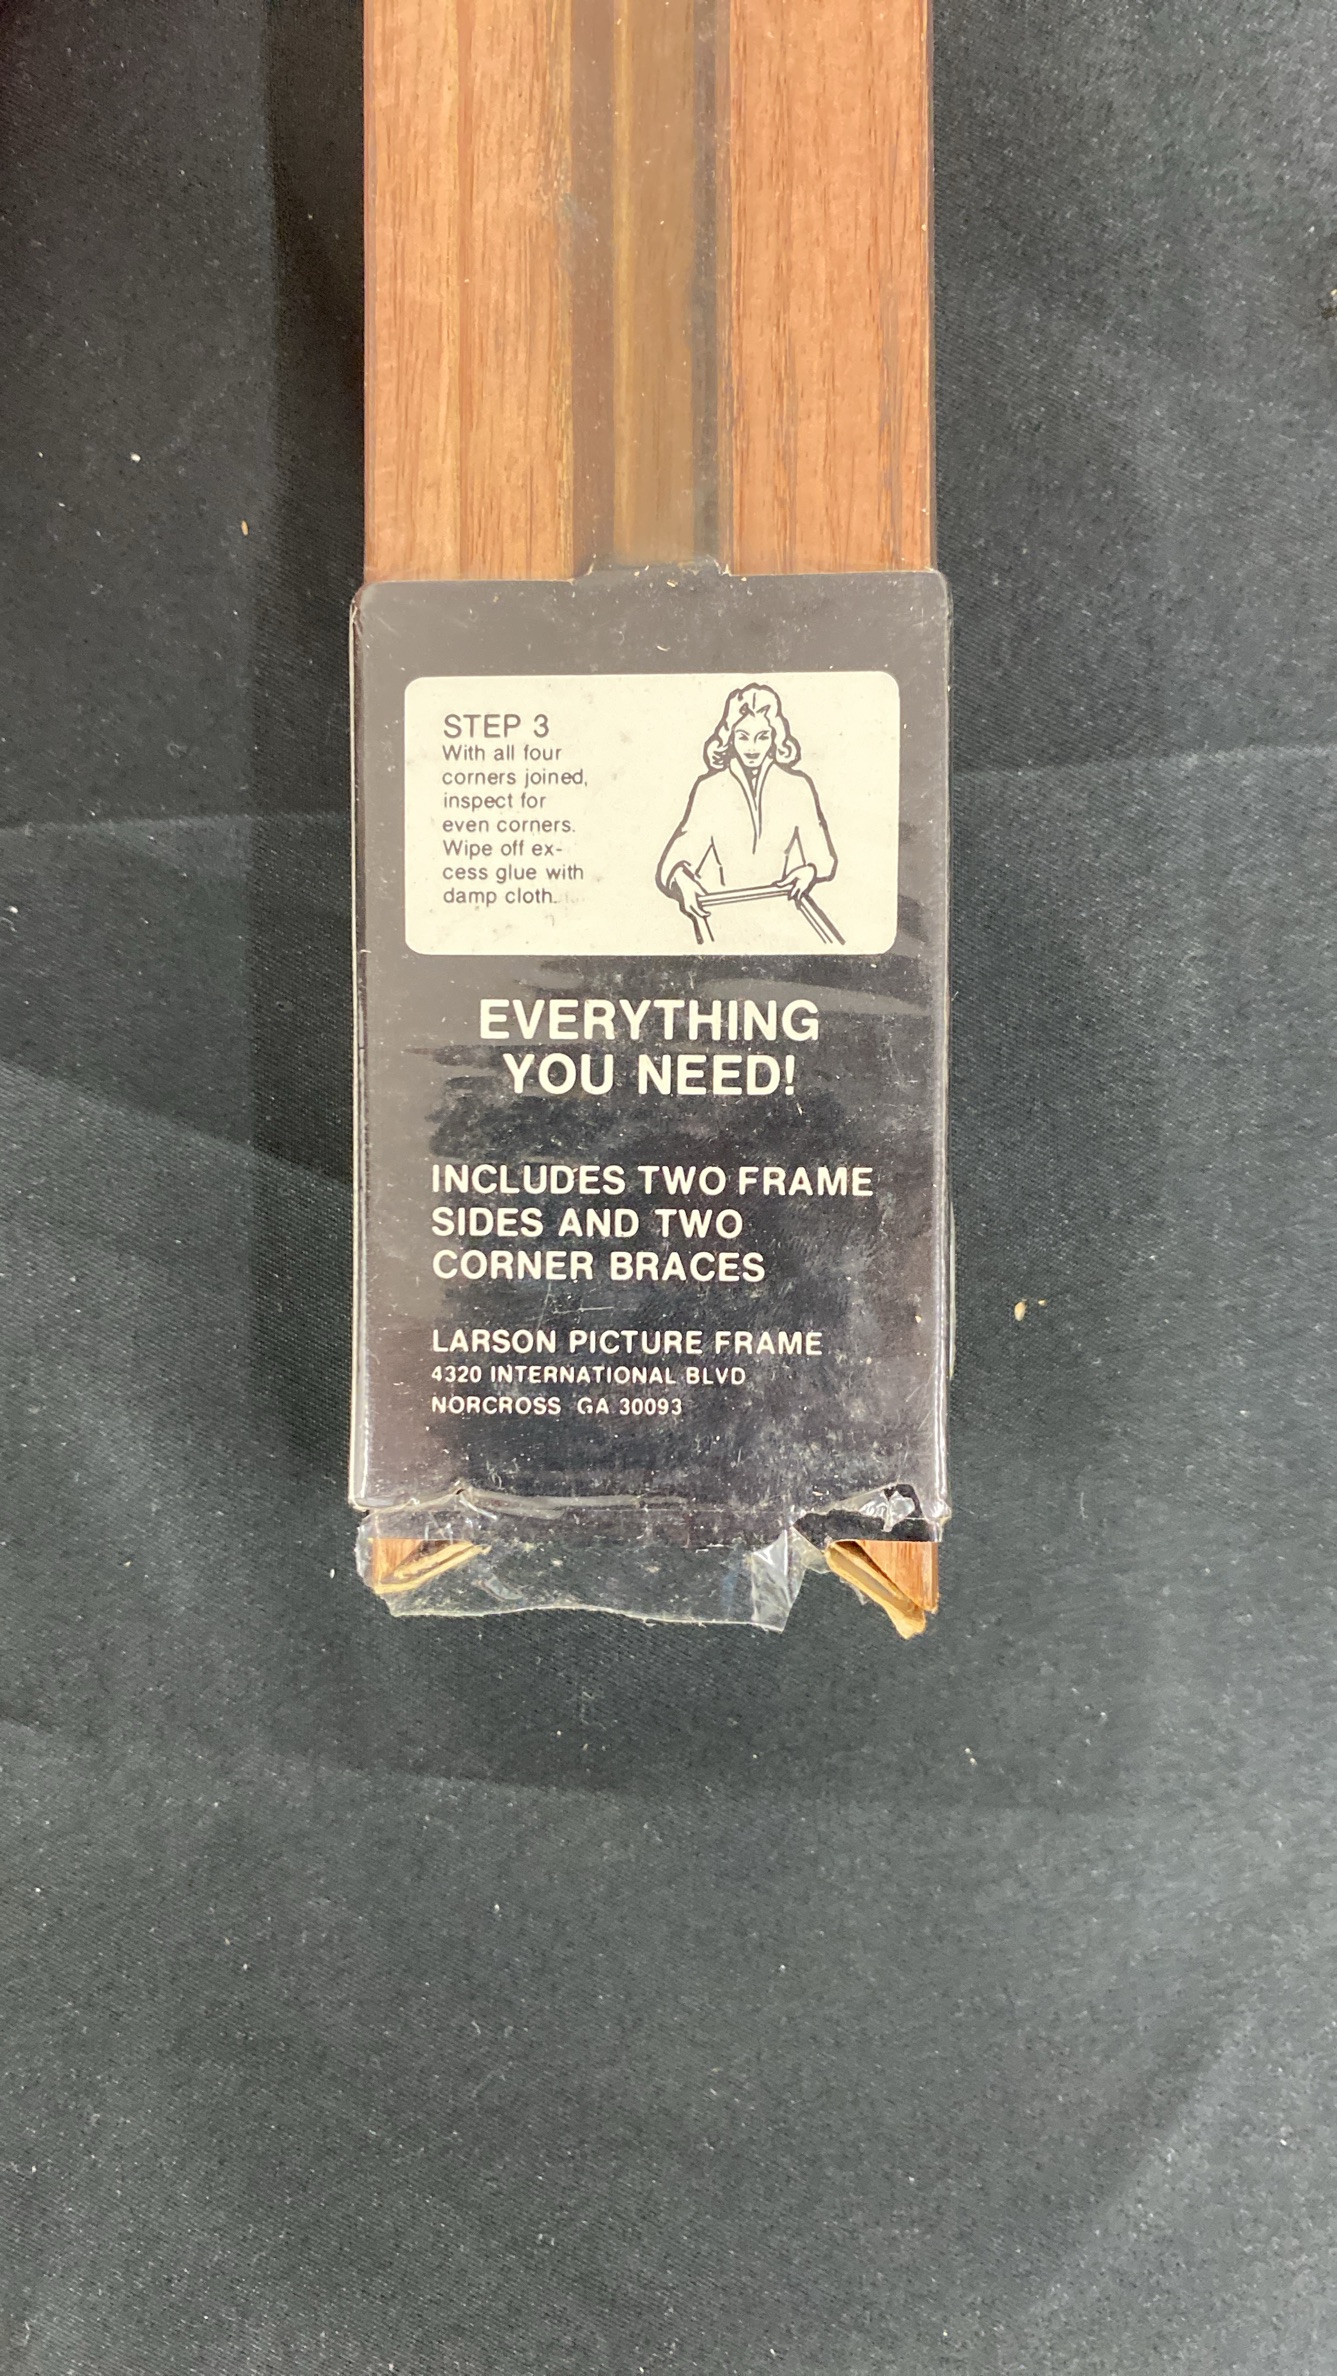 STEP 3
With all four
corners joined,
inspect for
even corners.
Wipe off ex-
cess glue with
damp cloth.
EVERYTHING
YOU NEED!
INCLUDES TWO FRAME
SIDES AND TWO
CORNER BRACES
LARSON PICTURE FRAME
4320 INTERNATIONAL BLVD
NORCROSS GA 30093